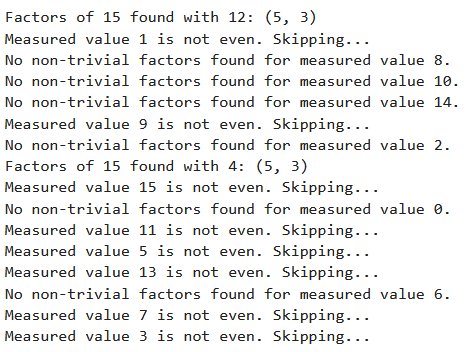 Factors of 15 found with 12: (5, 3)
Measured value 1 is not even. Skipping...
No non-trivial factors found for measured value 8.
No non-trivial factors found for measured value 10.
No non-trivial factors found for measured value 14.
Measured value 9 is not even. Skipping...
No non-trivial factors found for measured value 2.
Factors of 15 found with 4: (5, 3)
Measured value 15 is not even. Skipping...
No non-trivial factors found for measured value 0.
Measured value 11 is not even. Skipping...
Measured value 5 is not even. Skipping...
Measured value 13 is not even. Skipping...
No non-trivial factors found for measured value 6.
Measured value 7 is not even. Skipping...
Measured value 3 is not even. Skipping...